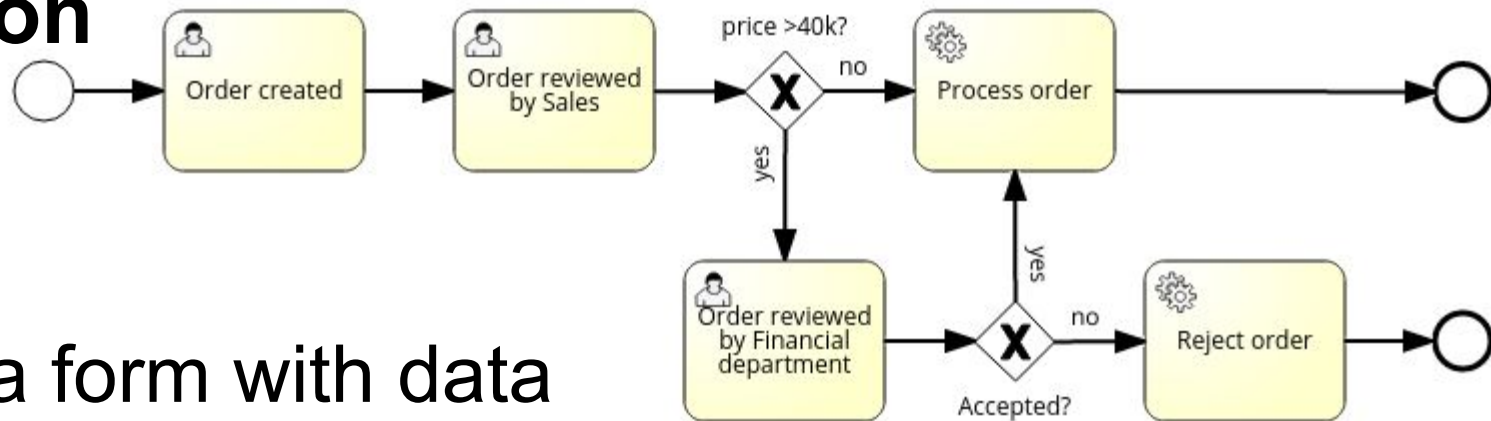 on
price >40k?
Order created
Order reviewed
by Sales
X
no
Process order
yes
Order reviewed
by Financial
department
X
yes
no
Reject order
Accepted?
a form with data